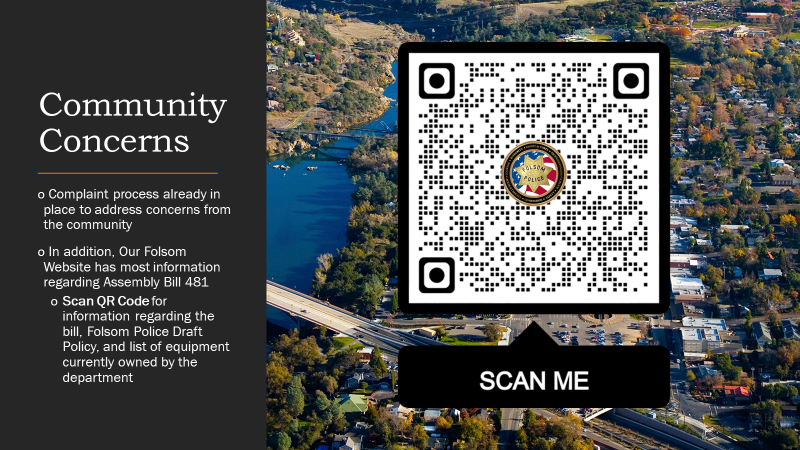 Community
Concerns
o Complaint process already in
place to address concerns from
the community
o In addition, Our Folsom
Website has most information
regarding Assembly Bill 481
o Scan QR Code for
information regarding the
bill, Folsom Police Draft
Policy, and list of equipment
currently owned by the
department
FOLSOM
POLICE
SCAN ME